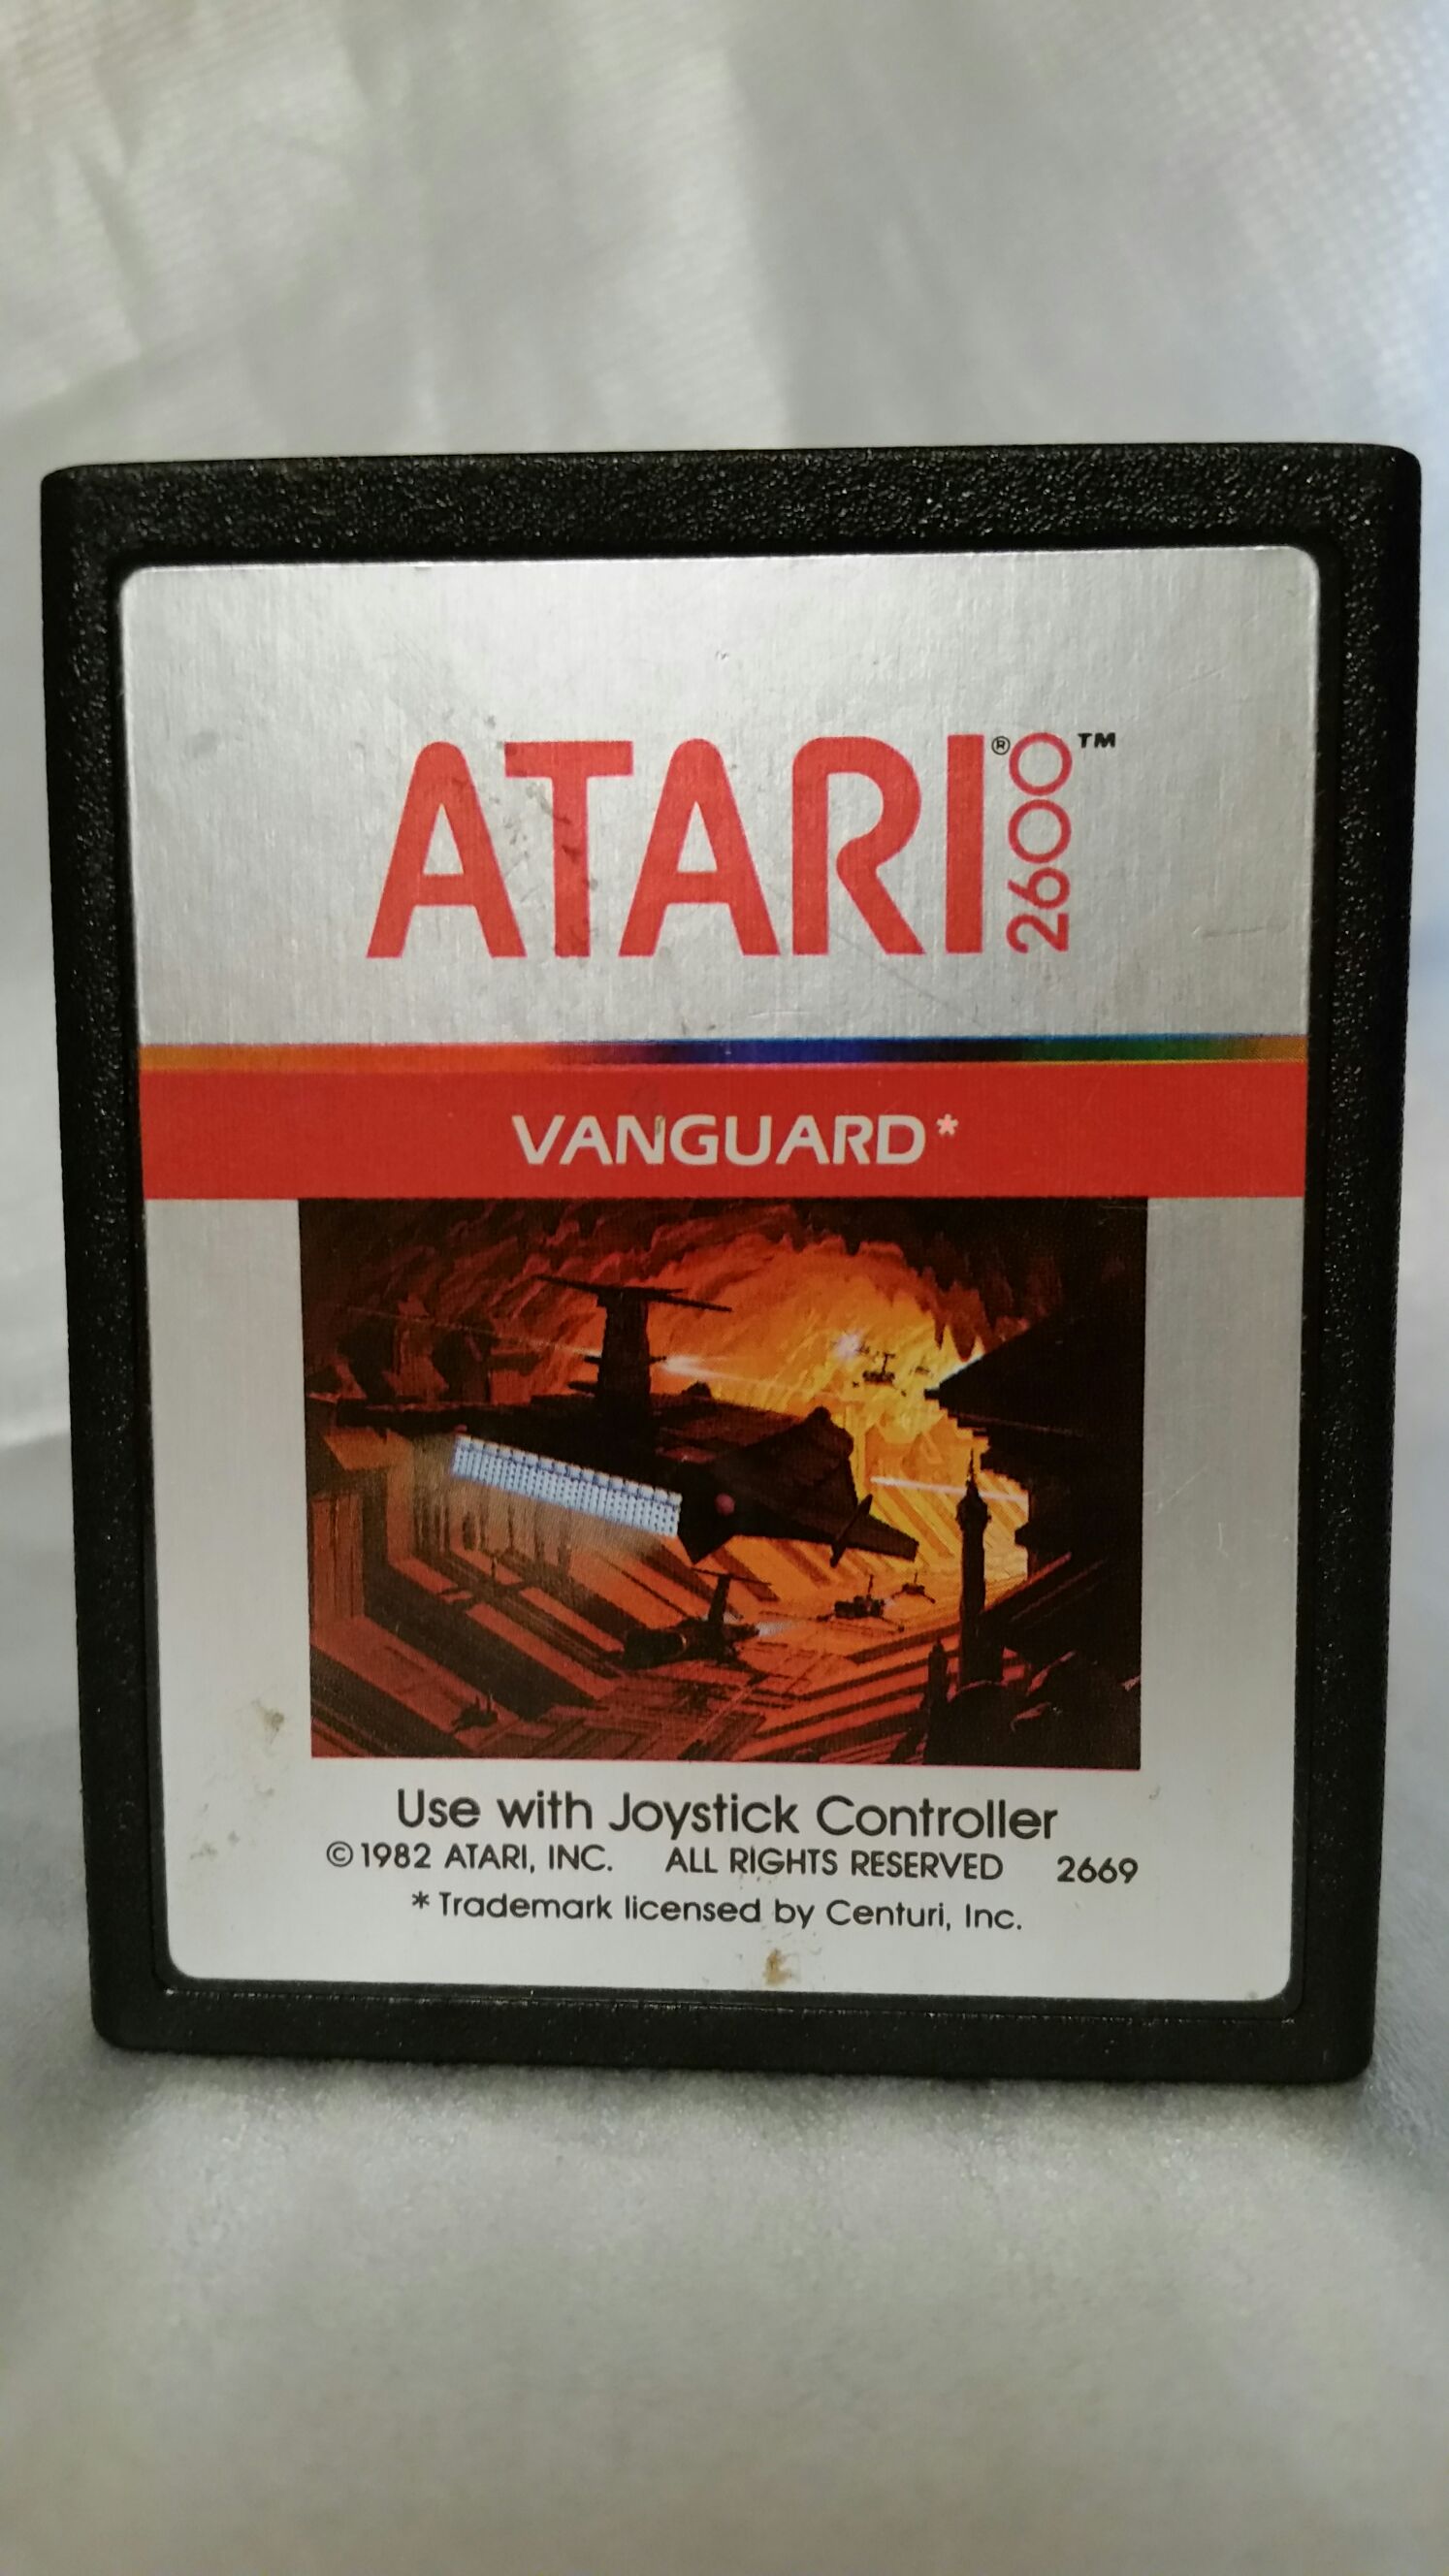 ATARI® 2600™
VANGUARD*
Use with Joystick Controller
©1982 ATARI, INC. ALL RIGHTS RESERVED 2669
* Trademark licensed by Centuri, Inc.